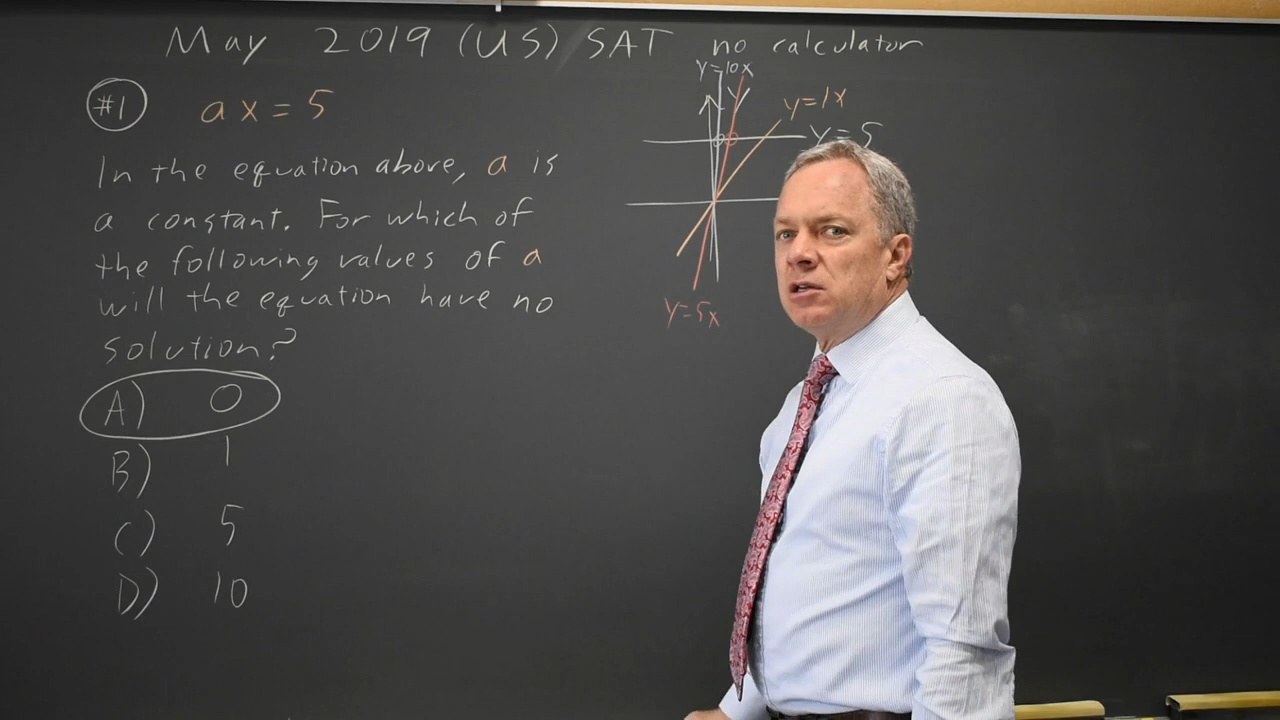 May 2019 (US) SAT no calculator
#1 ax = 5
In the equation above, a is
a constant. For which of
the following values of a
will the equation have no
solution?
A) 0
B) 1
C) 5
D) 10
y=10x
y=1x
y=5
y=5x